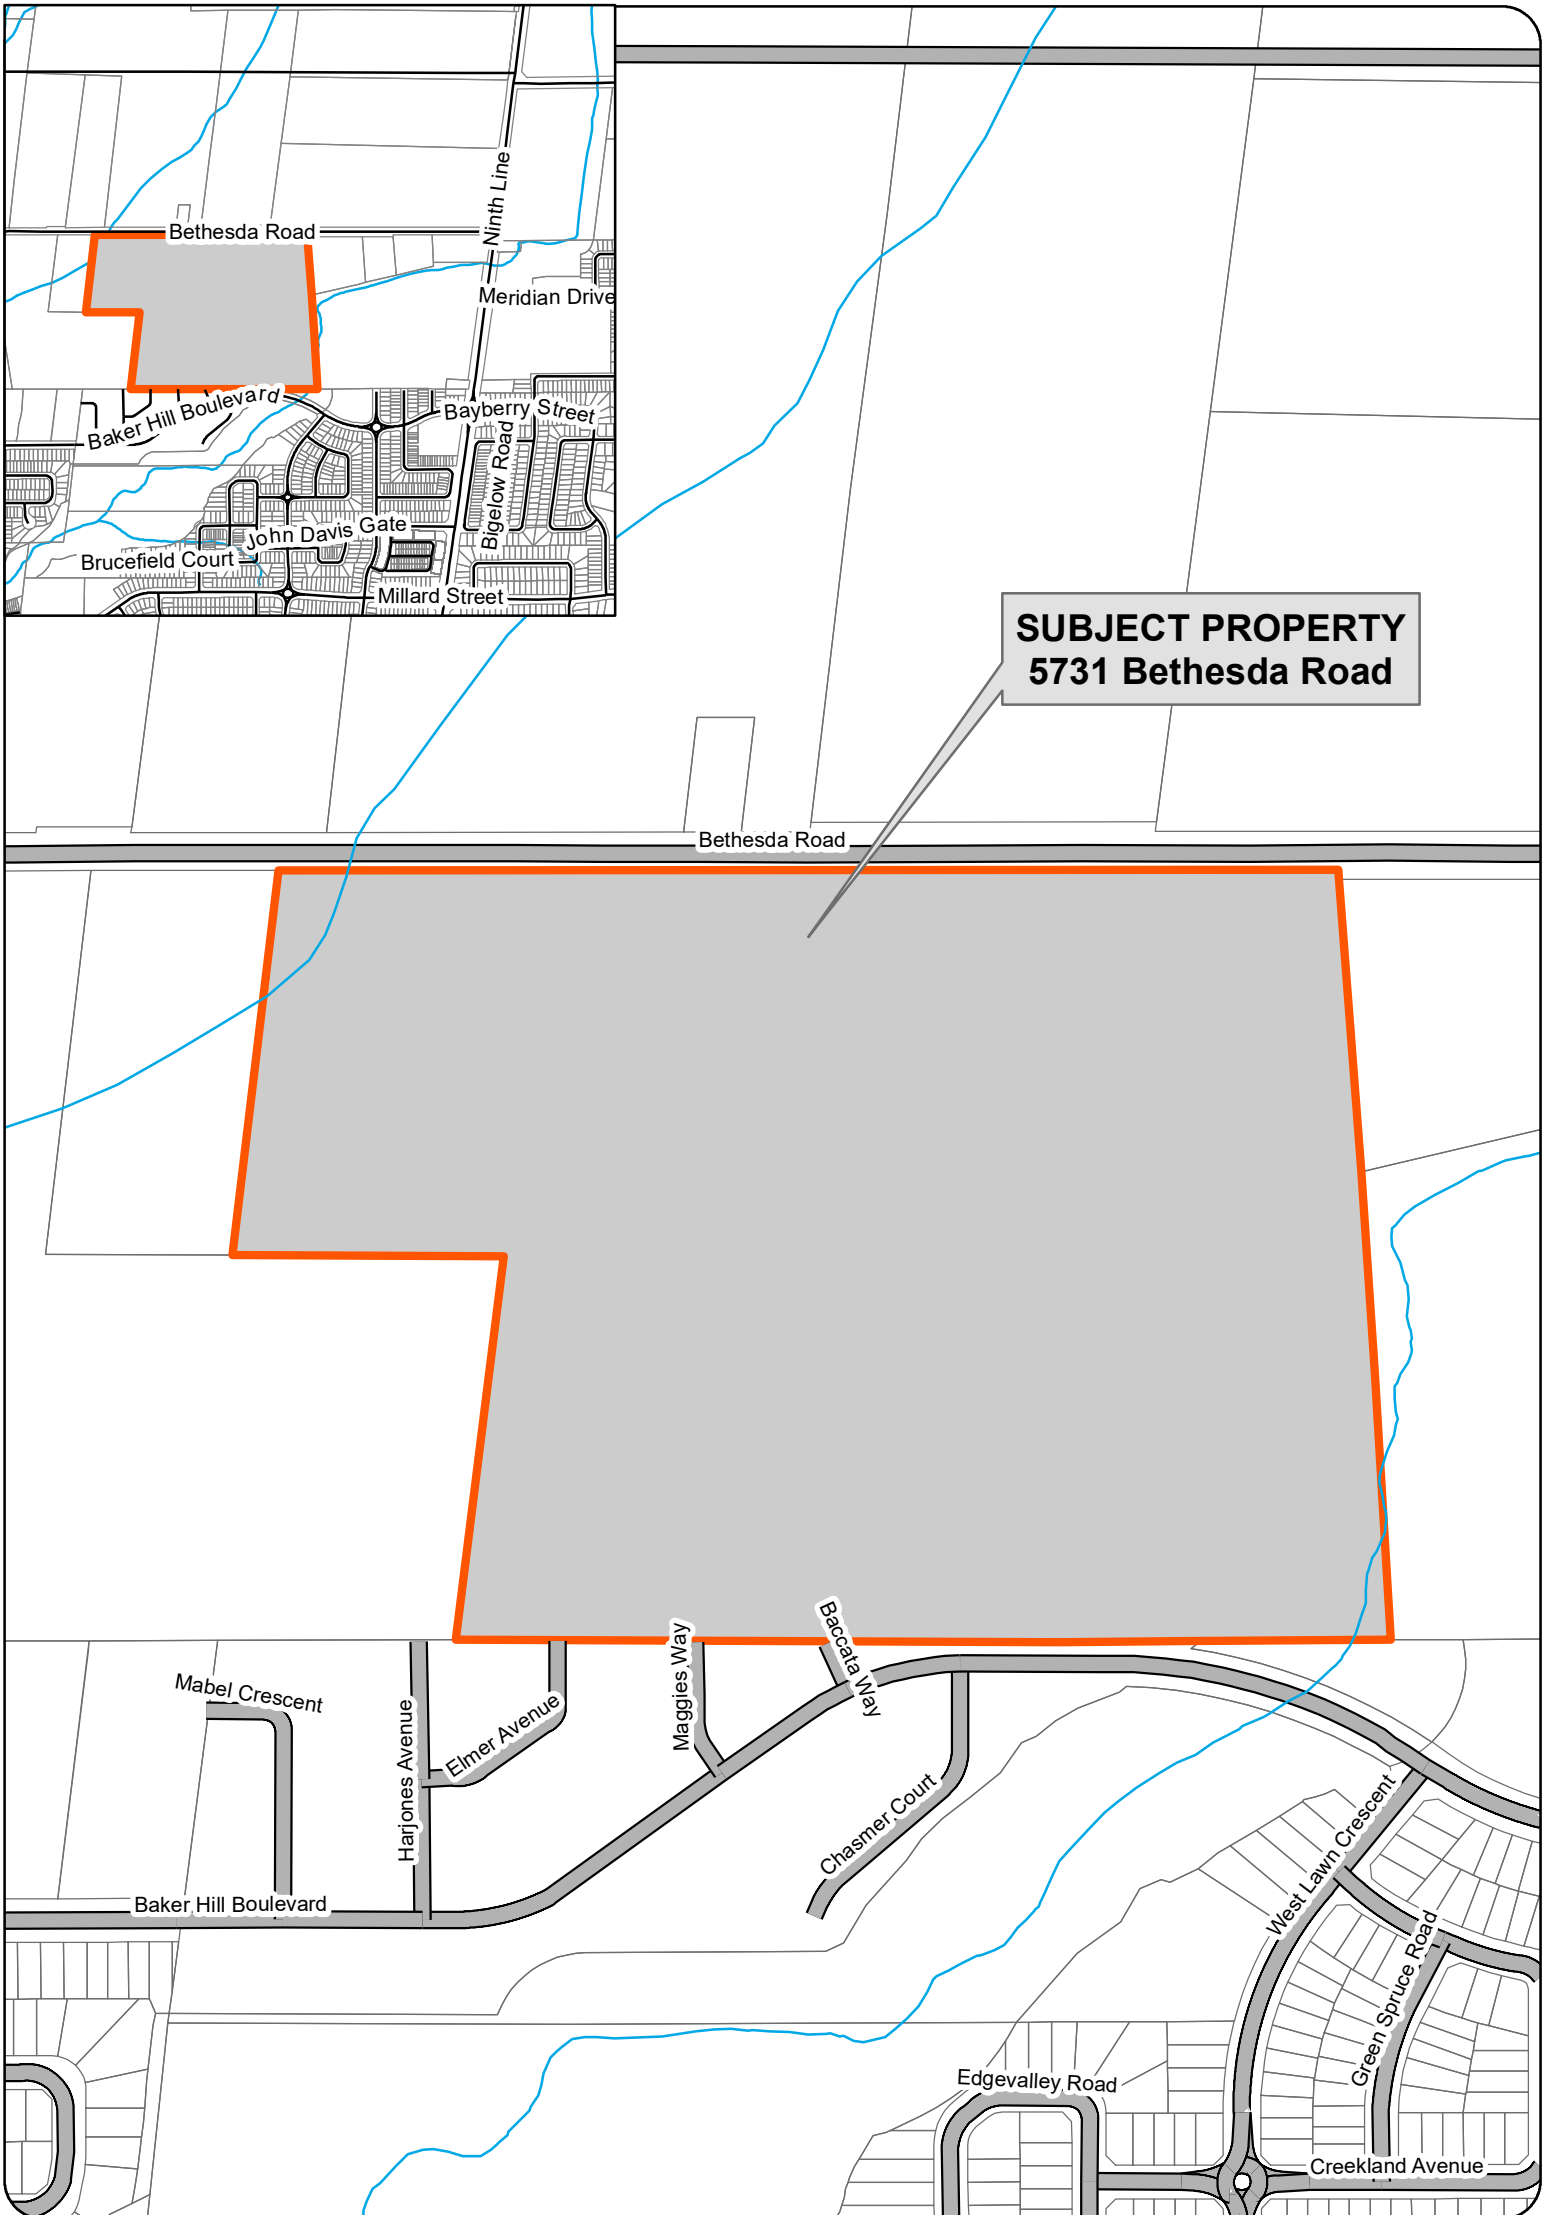 Bethesda Road
Ninth Line
Meridian Drive
Baker Hill Boulevard
Bayberry Street
Bigelow Road
John Davis Gate
Brucefield Court
Millard Street
SUBJECT PROPERTY
5731 Bethesda Road
Bethesda Road
Mabel Crescent
Harjones Avenue
Elmer Avenue
Maggies Way
Baccata Way
Chasmer Court
Baker Hill Boulevard
West Lawn Crescent
Green Spruce Road
Edgevalley Road
Creekland Avenue